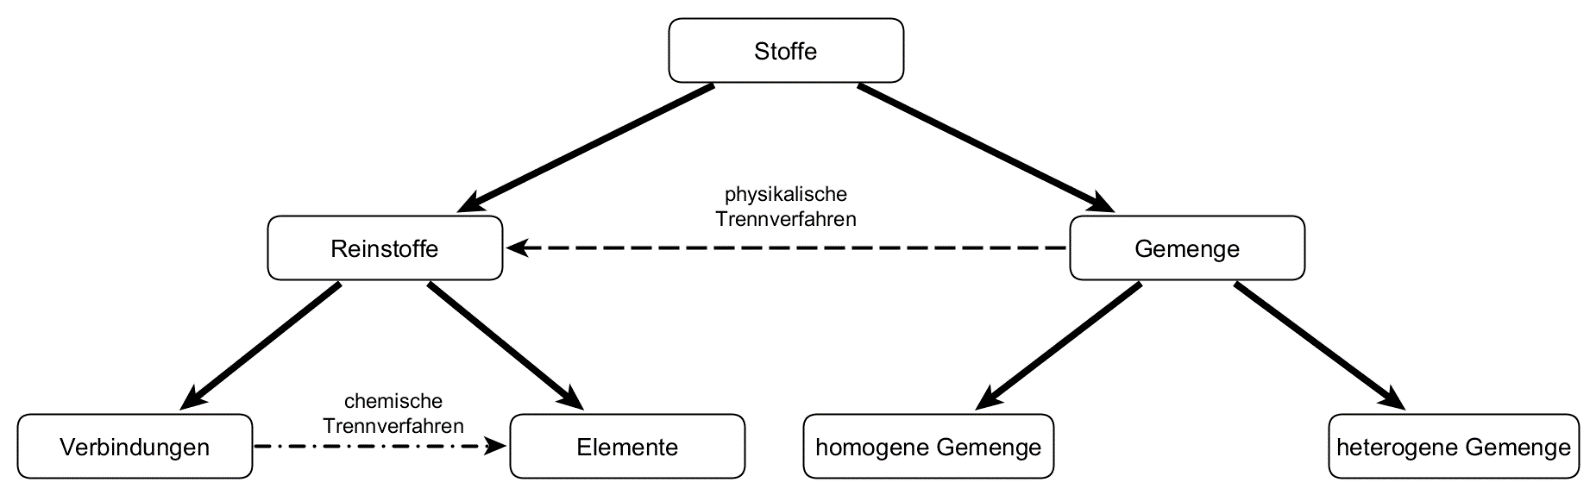 Stoffe
physikalische
Trennverfahren
Reinstoffe
Gemenge
chemische
Trennverfahren
Verbindungen
Elemente
homogene Gemenge
heterogene Gemenge